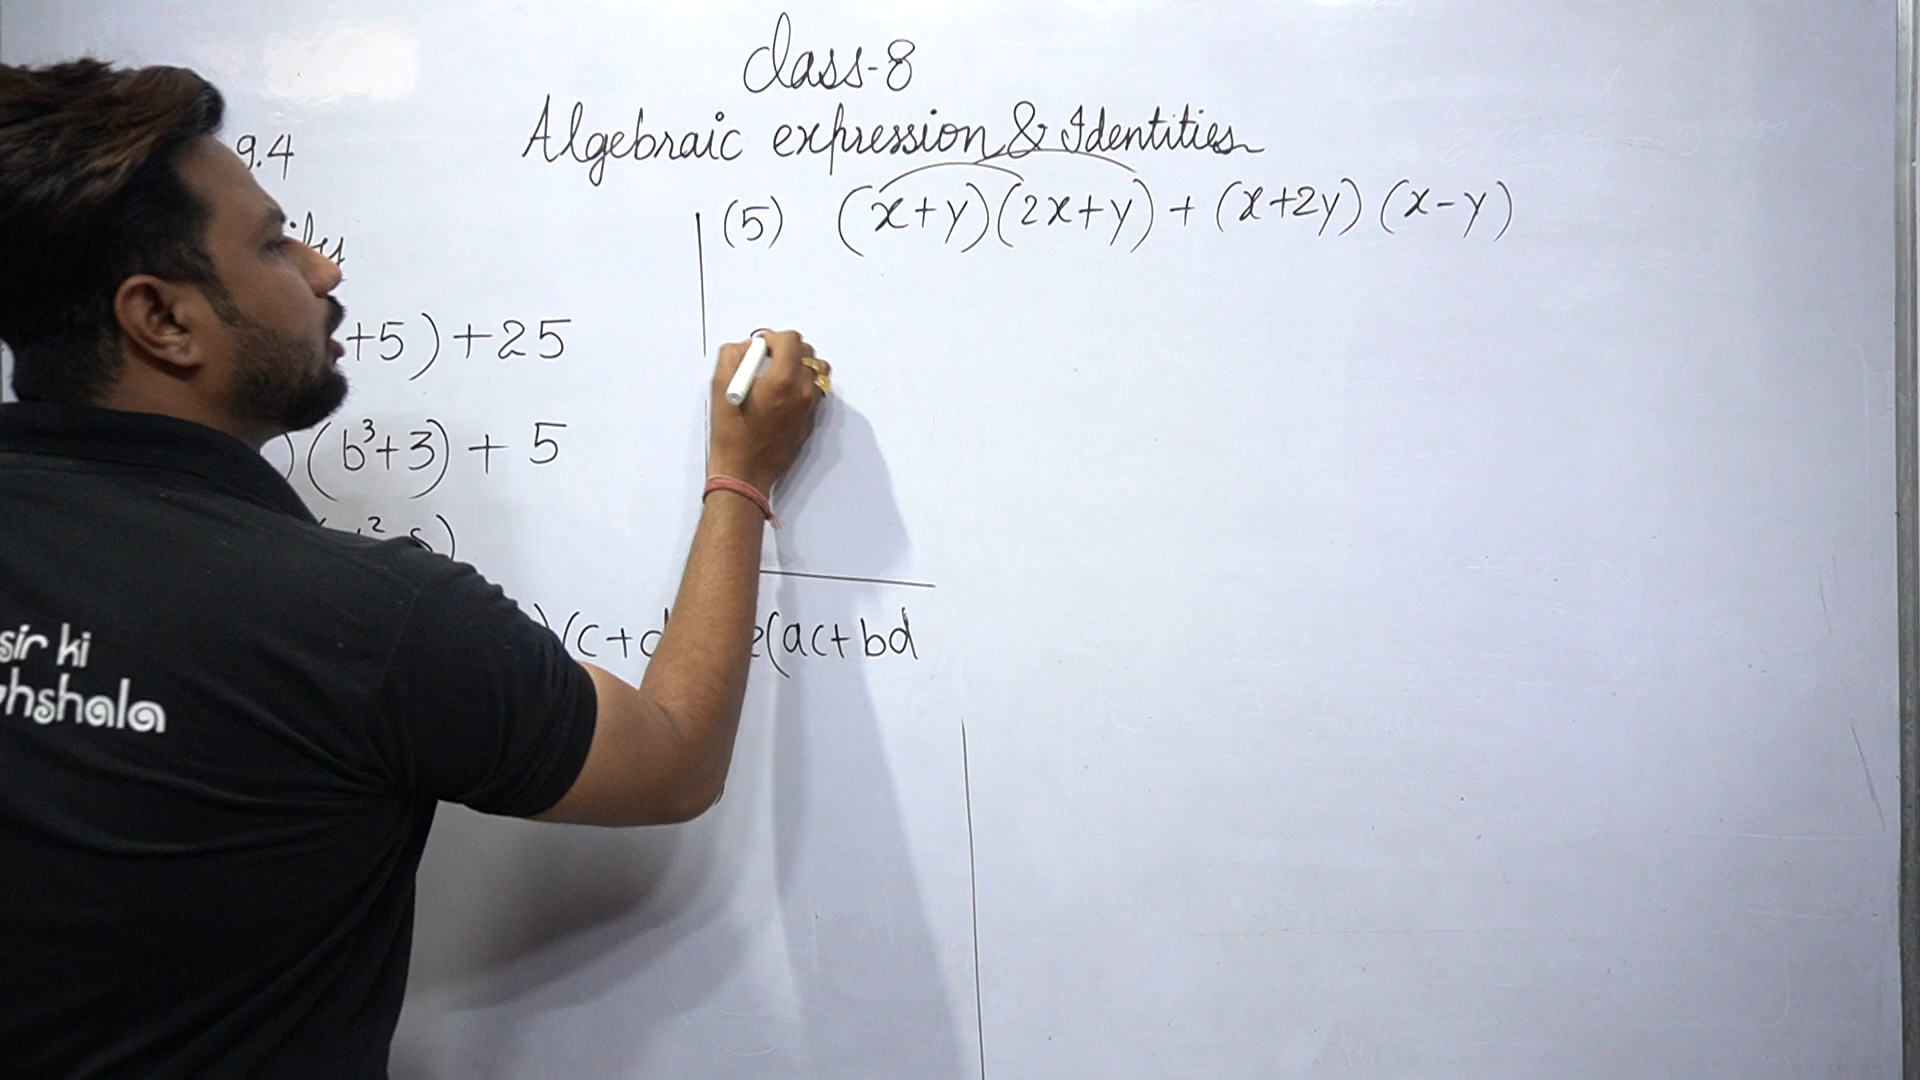 Class-8
Algebraic expression & Identities
9.4
(5) (x+y)(2x+y) + (x+2y) (x-y)
+5) +25
)(b³+3) + 5
)(c+d (ac+bd
sir ki